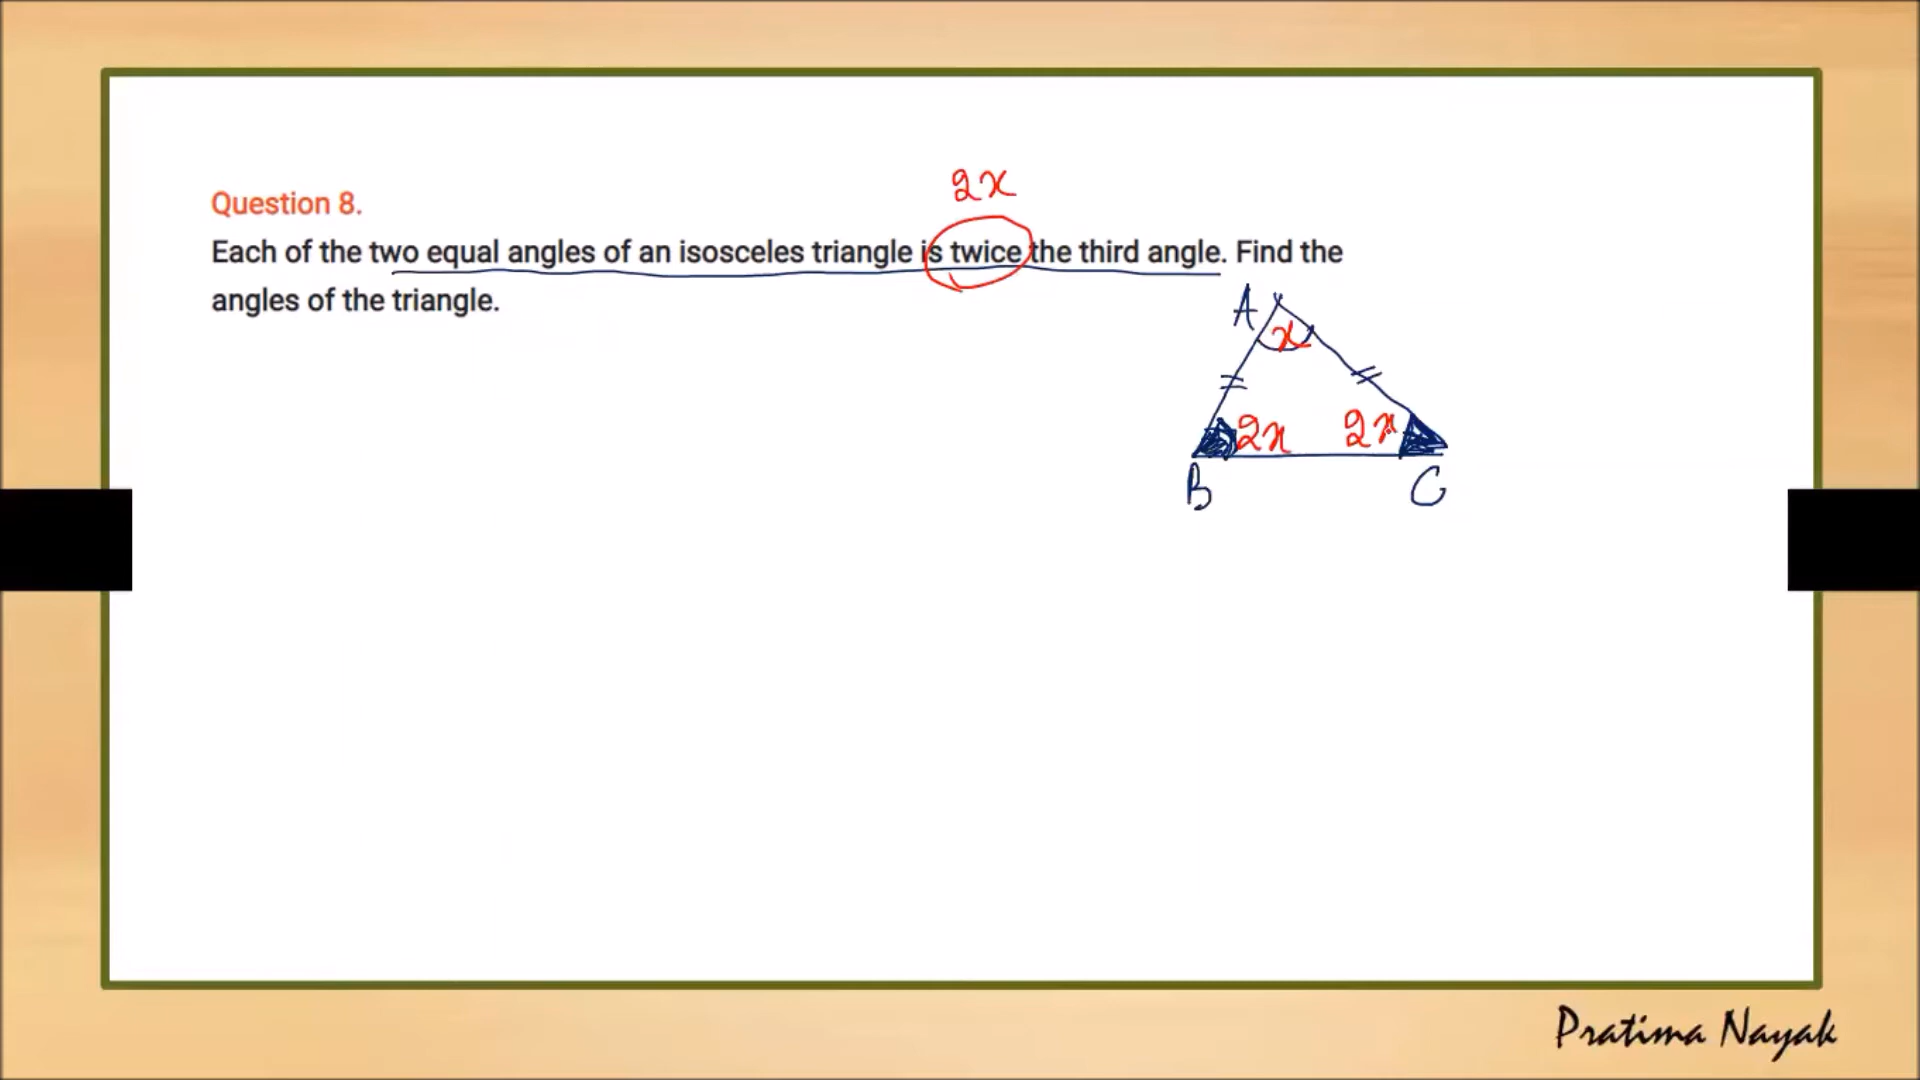 2x
Question 8.
Each of the two equal angles of an isosceles triangle is twice the third angle. Find the
angles of the triangle.
A
x
2x 2x
B C
Pratima Nayak